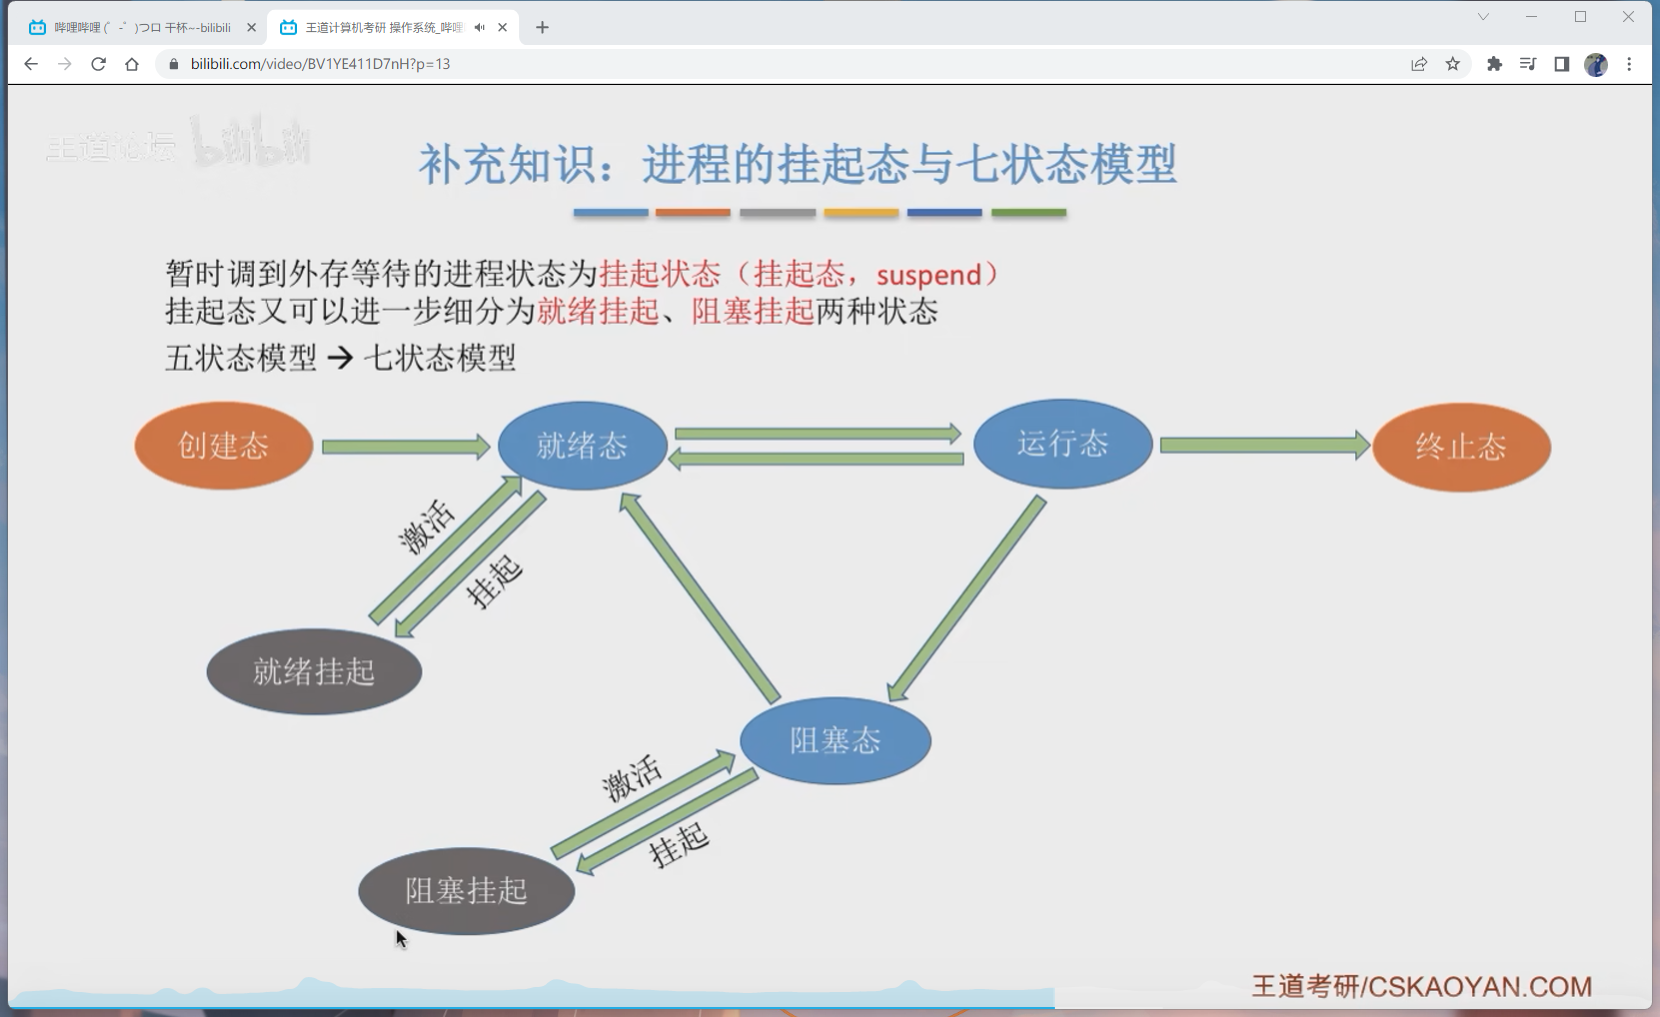 哔哩哔哩 (゜-゜)つロ 干杯~-bilibili
王道计算机考研 操作系统_哔哩
bilibili.com/video/BV1YE411D7nH?p=13
王道论坛 bilibili
补充知识：进程的挂起态与七状态模型
暂时调到外存等待的进程状态为挂起状态（挂起态，suspend）
挂起态又可以进一步细分为就绪挂起、阻塞挂起两种状态
五状态模型 → 七状态模型
创建态
就绪态
运行态
终止态
激活
挂起
就绪挂起
阻塞态
激活
挂起
阻塞挂起
王道考研/CSKAOYAN.COM